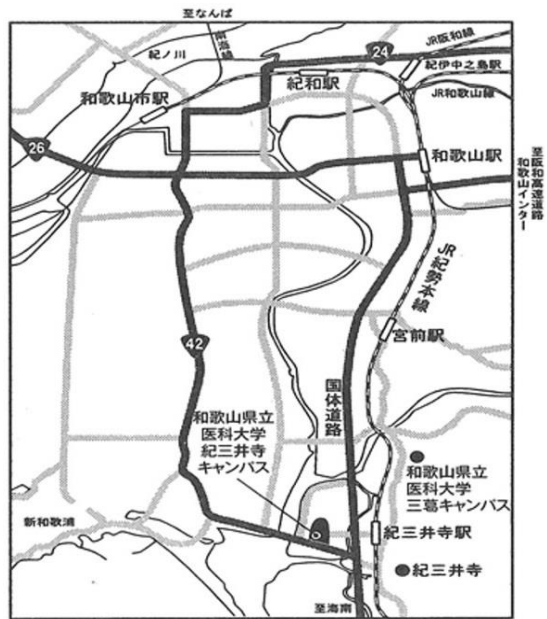 至なんば
南海線
紀ノ川
24
JR阪和線
紀伊中之島駅
紀和駅
JR和歌山線
和歌山市駅
26
和歌山駅
至阪和高速道路
和歌山インター
JR紀勢本線
宮前駅
42
国体道路
和歌山県立
医科大学
紀三井寺
キャンパス
和歌山県立
医科大学
三葛キャンパス
新和歌浦
紀三井寺駅
紀三井寺
至海南